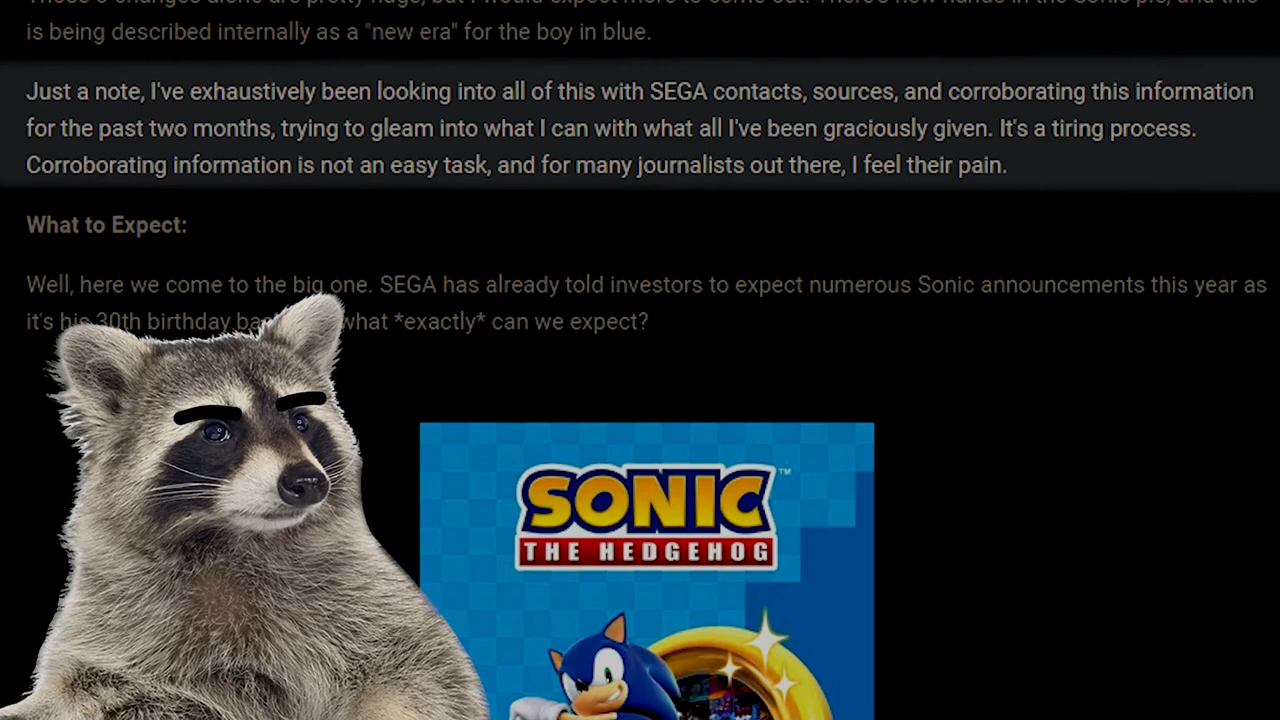 is being described internally as a "new era" for the boy in blue.
Just a note, I've exhaustively been looking into all of this with SEGA contacts, sources, and corroborating this information
for the past two months, trying to gleam into what I can with what all I've been graciously given. It's a tiring process.
Corroborating information is not an easy task, and for many journalists out there, I feel their pain.
What to Expect:
Well, here we come to the big one. SEGA has already told investors to expect numerous Sonic announcements this year as
it's his 30th birthday what *exactly* can we expect?
SONIC™
THE HEDGEHOG